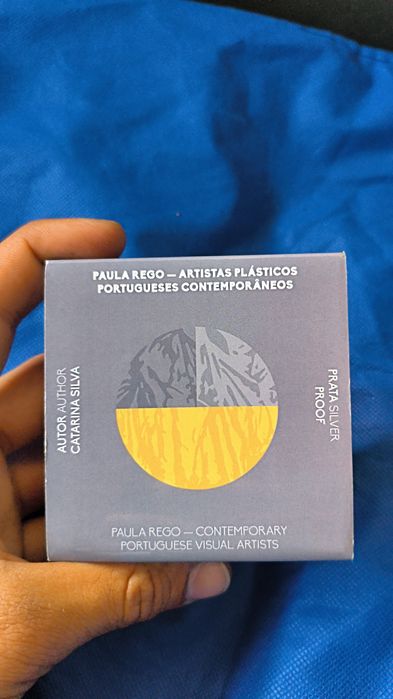 PAULA REGO — ARTISTAS PLÁSTICOS
PORTUGUESES CONTEMPORÂNEOS
AUTOR AUTHOR
CATARINA SILVA
PRATA SILVER
PROOF
PAULA REGO — CONTEMPORARY
PORTUGUESE VISUAL ARTISTS